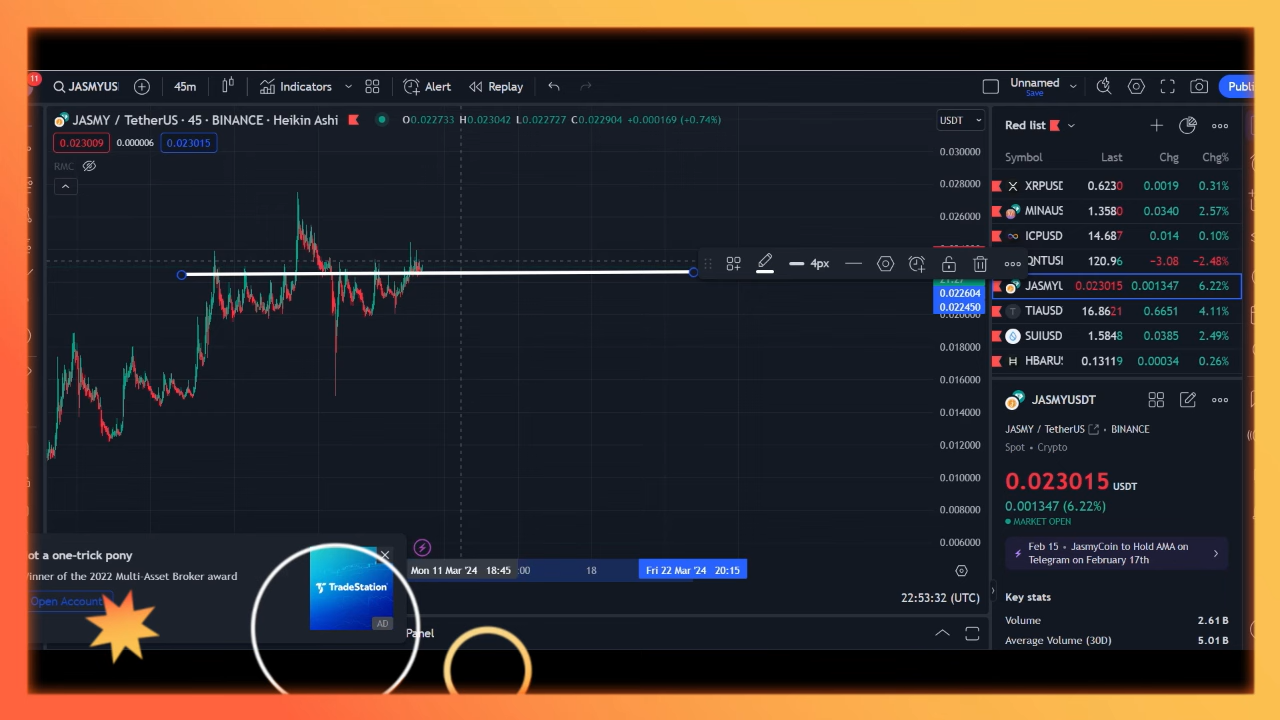 11
JASMYUS
45m
Indicators
Alert
Replay
Unnamed
Save
Publi
JASMY / TetherUS · 45 · BINANCE · Heikin Ashi
O0.022733 H0.023042 L0.022727 C0.022904 +0.000169 (+0.74%)
0.023009
0.000006
0.023015
RMC
USDT
0.030000
0.028000
0.026000
4px
0.022604
0.022450
0.020000
0.018000
0.016000
0.014000
0.012000
0.010000
0.008000
0.006000
Red list
Symbol Last Chg Chg%
XRPUSD 0.6230 0.0019 0.31%
MINAUS 1.3580 0.0340 2.57%
ICPUSD 14.687 0.014 0.10%
QNTUSI 120.96 −3.08 −2.48%
JASMYU 0.023015 0.001347 6.22%
TIAUSD 16.8621 0.6651 4.11%
SUIUSD 1.5848 0.0385 2.49%
HBARUS 0.13119 0.00034 0.26%
JASMYUSDT
JASMY / TetherUS • BINANCE
Spot • Crypto
0.023015 USDT
0.001347 (6.22%)
MARKET OPEN
Feb 15 • JasmyCoin to Hold AMA on
Telegram on February 17th
Key stats
Volume 2.61B
Average Volume (30D) 5.01B
ot a one-trick pony
inner of the 2022 Multi-Asset Broker award
Open Account
TradeStation
AD
Mon 11 Mar '24 18:45
:00
18
Fri 22 Mar '24 20:15
22:53:32 (UTC)
Panel